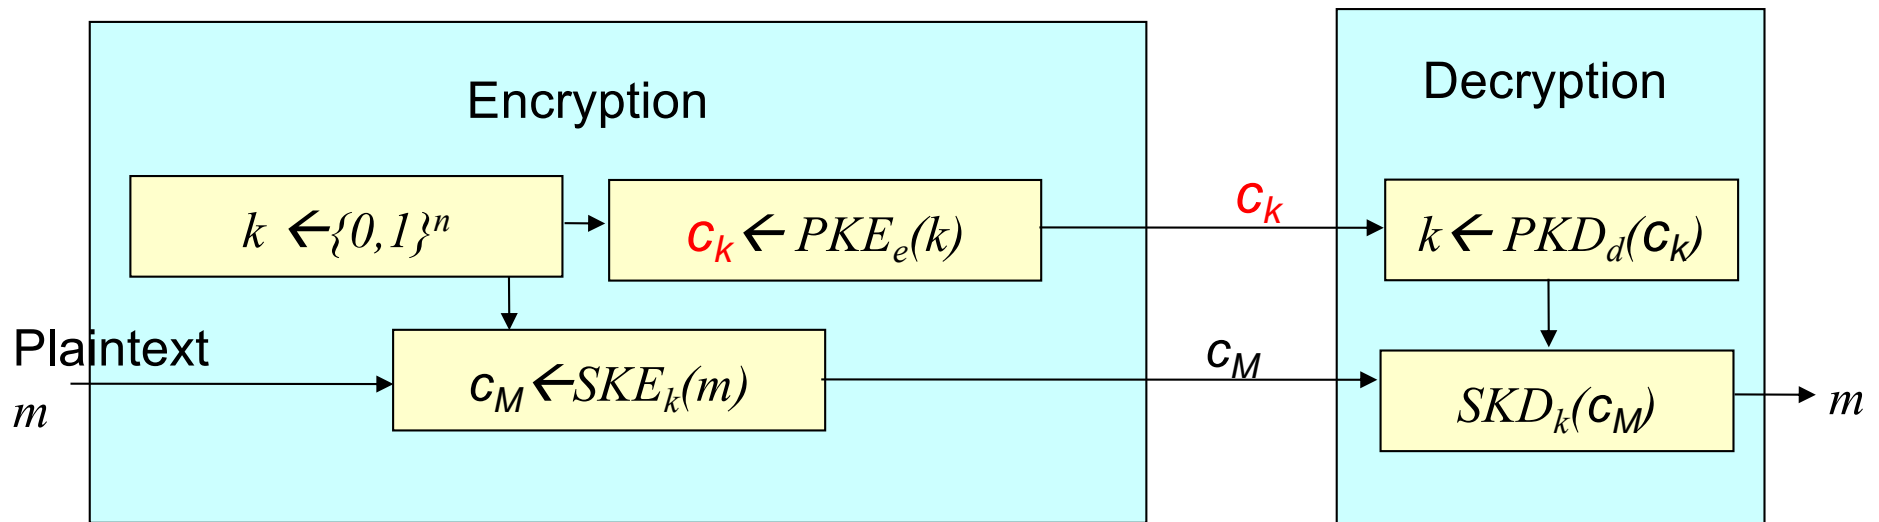 Encryption
Decryption
k ←{0,1}ⁿ
cₖ← PKEₑ(k)
cₖ
k← PKD_d(cₖ)
Plaintext
m
c_M←SKEₖ(m)
c_M
SKDₖ(c_M)
m